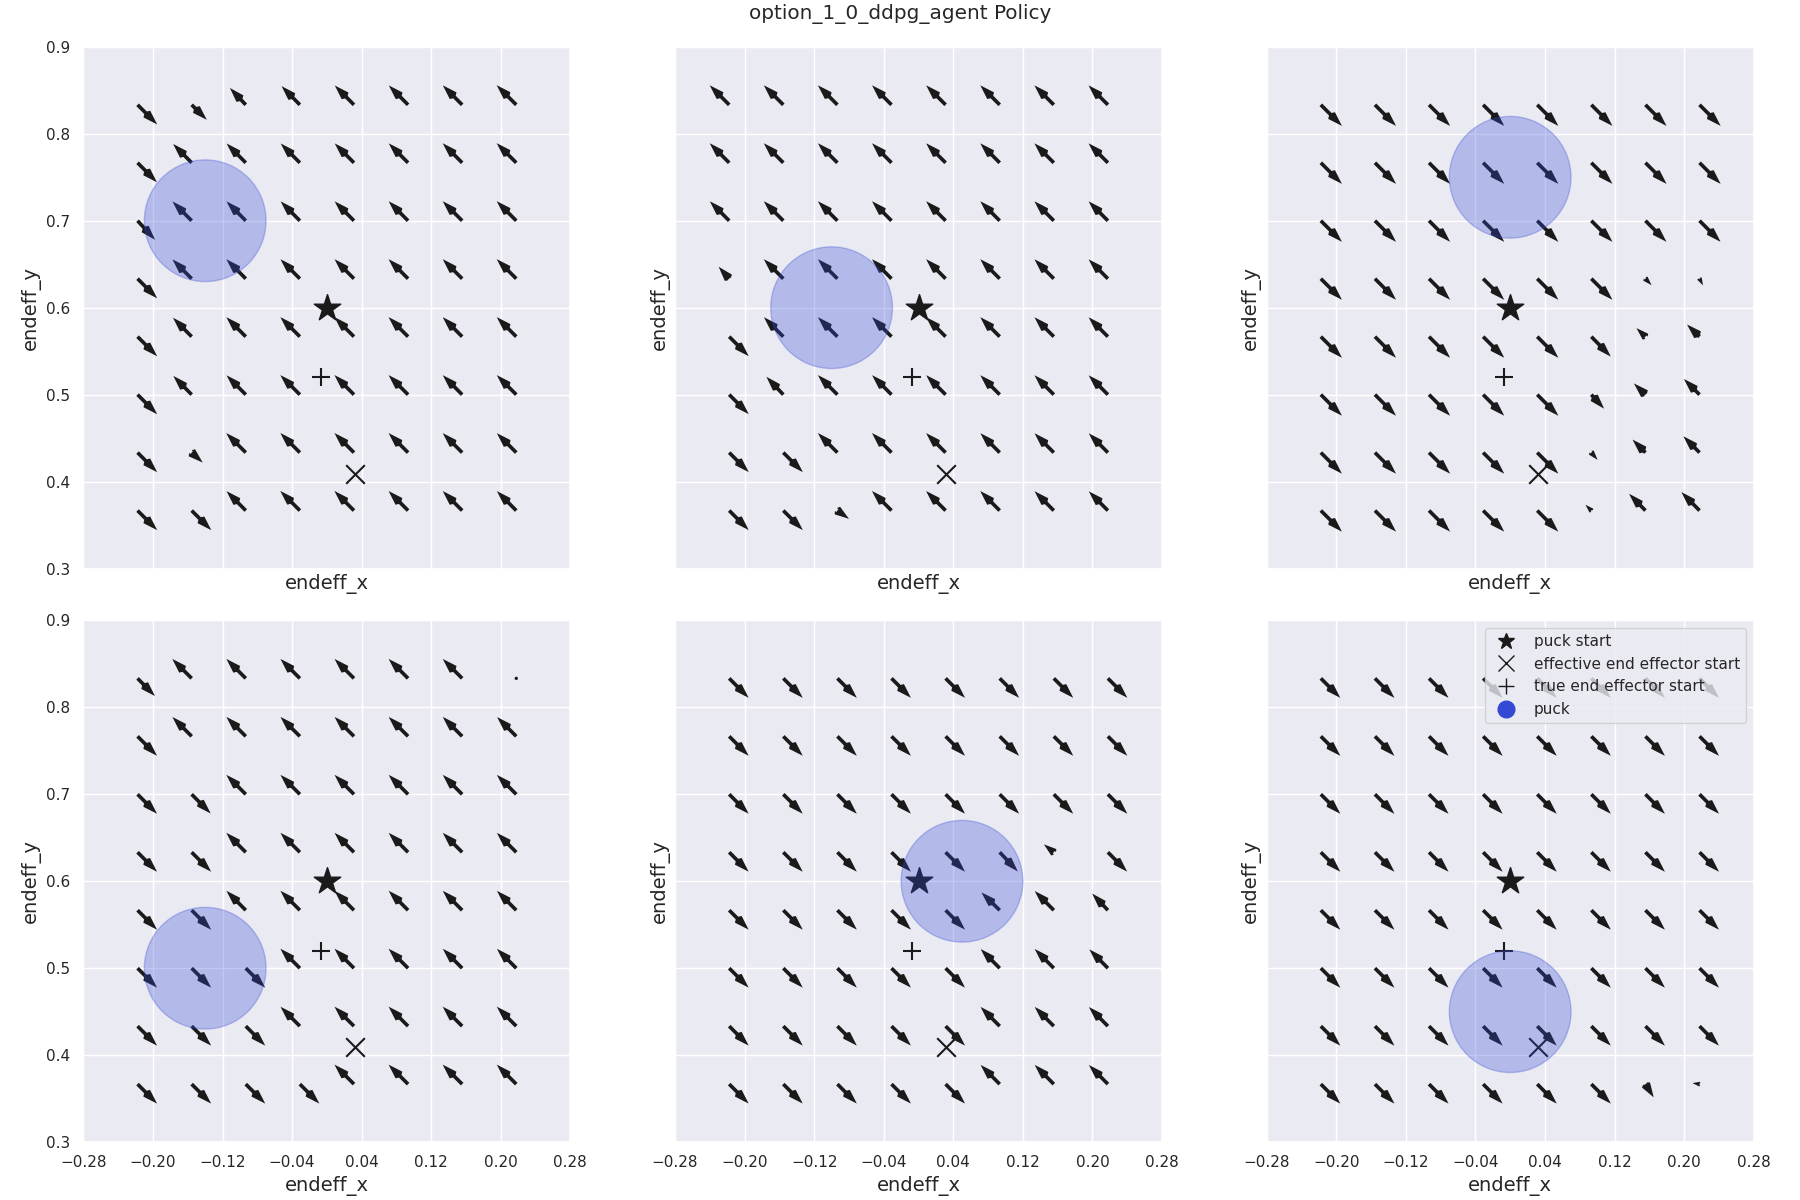 option_1_0_ddpg_agent Policy
0.9
0.8
0.7
0.6
0.5
0.4
0.3
endeff_y
endeff_x
endeff_y
endeff_x
endeff_y
endeff_x
0.9
0.8
0.7
0.6
0.5
0.4
0.3
endeff_y
−0.28 −0.20 −0.12 −0.04 0.04 0.12 0.20 0.28
endeff_x
endeff_y
−0.28 −0.20 −0.12 −0.04 0.04 0.12 0.20 0.28
endeff_x
puck start
effective end effector start
true end effector start
puck
endeff_y
−0.28 −0.20 −0.12 −0.04 0.04 0.12 0.20 0.28
endeff_x